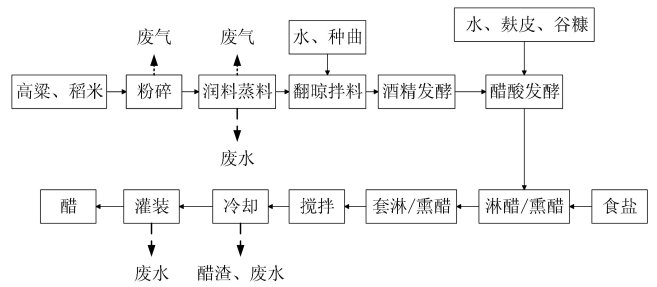 废气
废气
水、种曲
水、麸皮、谷糠
高粱、稻米
粉碎
润料蒸料
翻晾拌料
酒精发酵
醋酸发酵
废水
醋
灌装
冷却
搅拌
套淋/熏醋
淋醋/熏醋
食盐
废水
醋渣、废水